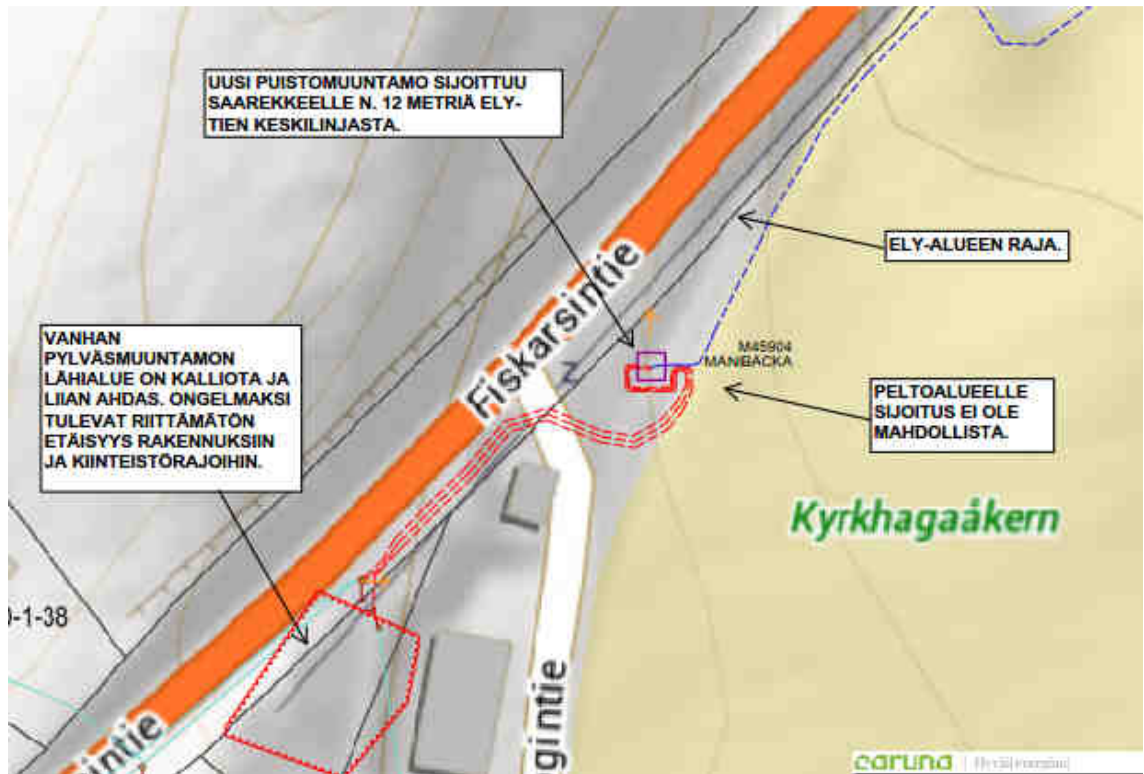 UUSI PUISTOMUUNTAMO SIJOITTUU
SAAREKKEELLE N. 12 METRIÄ ELY-
TIEN KESKILINJASTA.
ELY-ALUEEN RAJA.
Fiskarsintie
Z
M45904
MANIBACKA
VANHAN
PYLVÄSMUUNTAMON
LÄHIALUE ON KALLIOTA JA
LIIAN AHDAS. ONGELMAKSI
TULEVAT RIITTÄMÄTÖN
ETÄISYYS RAKENNUKSIIN
JA KIINTEISTÖRAJOIHIN.
PELTOALUEELLE
SIJOITUS EI OLE
MAHDOLLISTA.
Kyrkhagaåkern
-1-38
gintie
intie
caruna